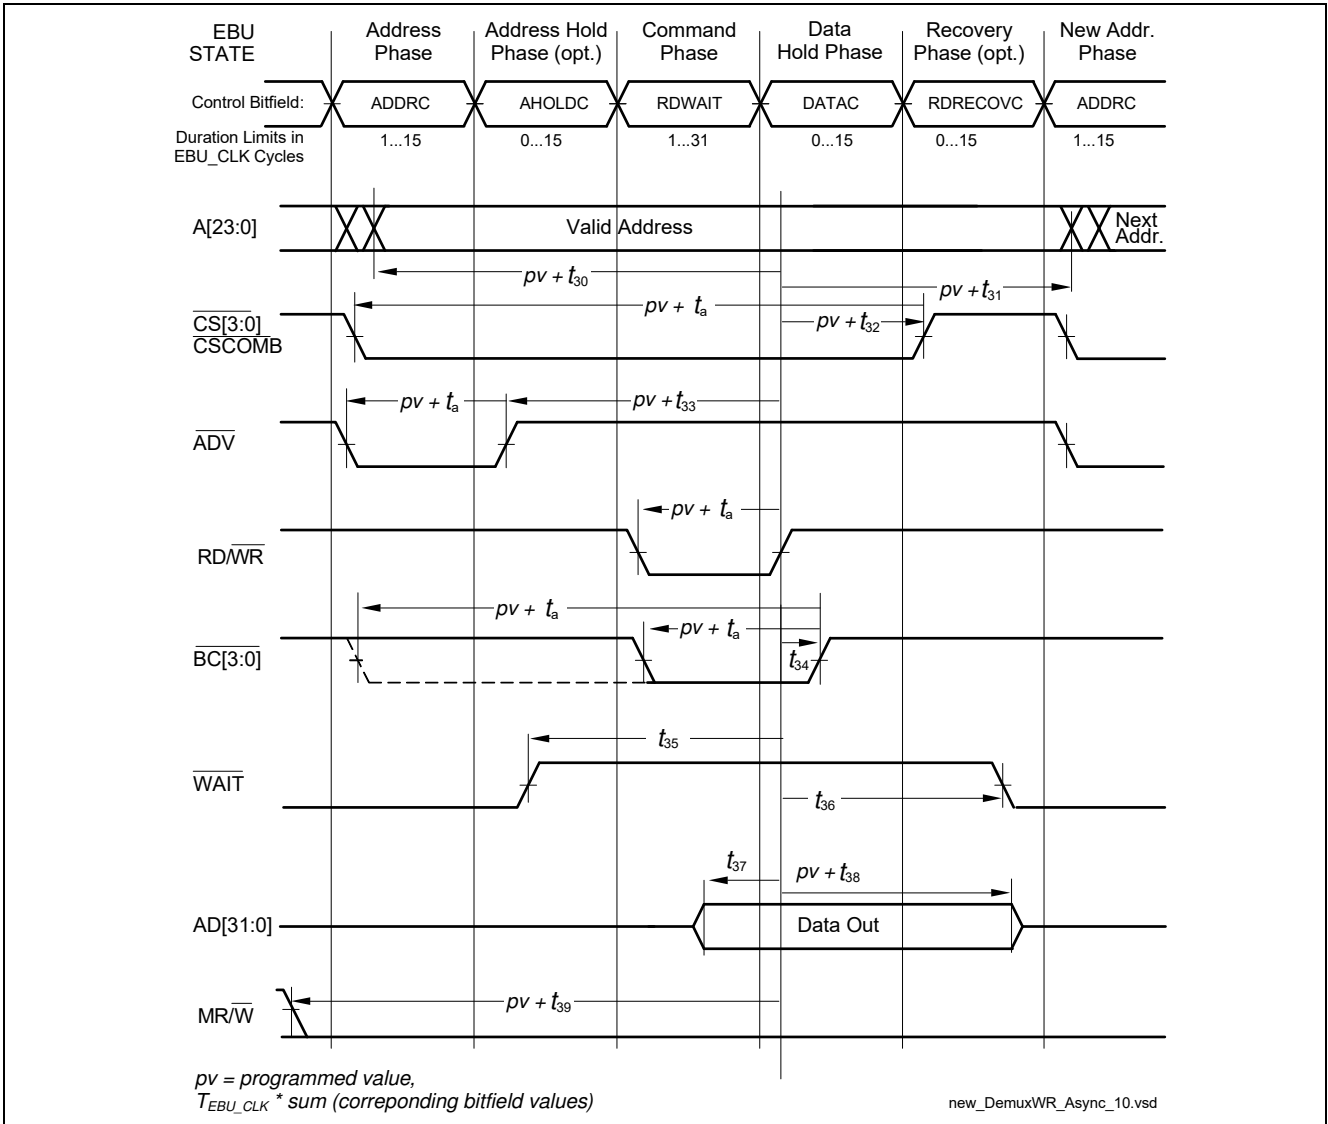 EBU STATE
Address Phase
Address Hold Phase (opt.)
Command Phase
Data Hold Phase
Recovery Phase (opt.)
New Addr. Phase
Control Bitfield:
ADDRC
AHOLDC
RDWAIT
DATAC
RDRECOVC
ADDRC
Duration Limits in EBU_CLK Cycles
1...15
0...15
1...31
0...15
0...15
1...15
A[23:0]
Valid Address
Next Addr.
pv + t30
pv + t31
CS[3:0]
CSCOMB
pv + ta
pv + t32
ADV
pv + ta
pv + t33
RD/WR
pv + ta
BC[3:0]
pv + ta
pv + ta
t34
WAIT
t35
t36
AD[31:0]
t37
pv + t38
Data Out
MR/W
pv + t39
pv = programmed value,
TEBU_CLK * sum (correponding bitfield values)
new_DemuxWR_Async_10.vsd